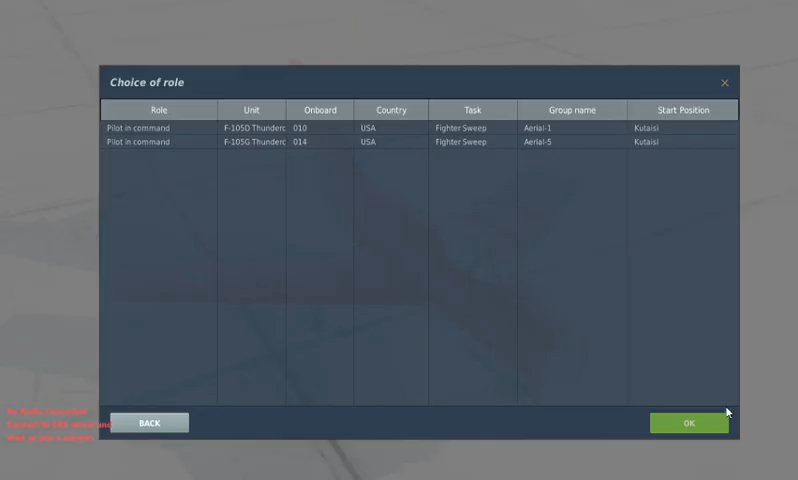 Choice of role
Role Unit Onboard Country Task Group name Start Position
Pilot in command F-105D Thunderc 010 USA Fighter Sweep Aerial-1 Kutaisi
Pilot in command F-105G Thunderc 014 USA Fighter Sweep Aerial-5 Kutaisi
BACK OK